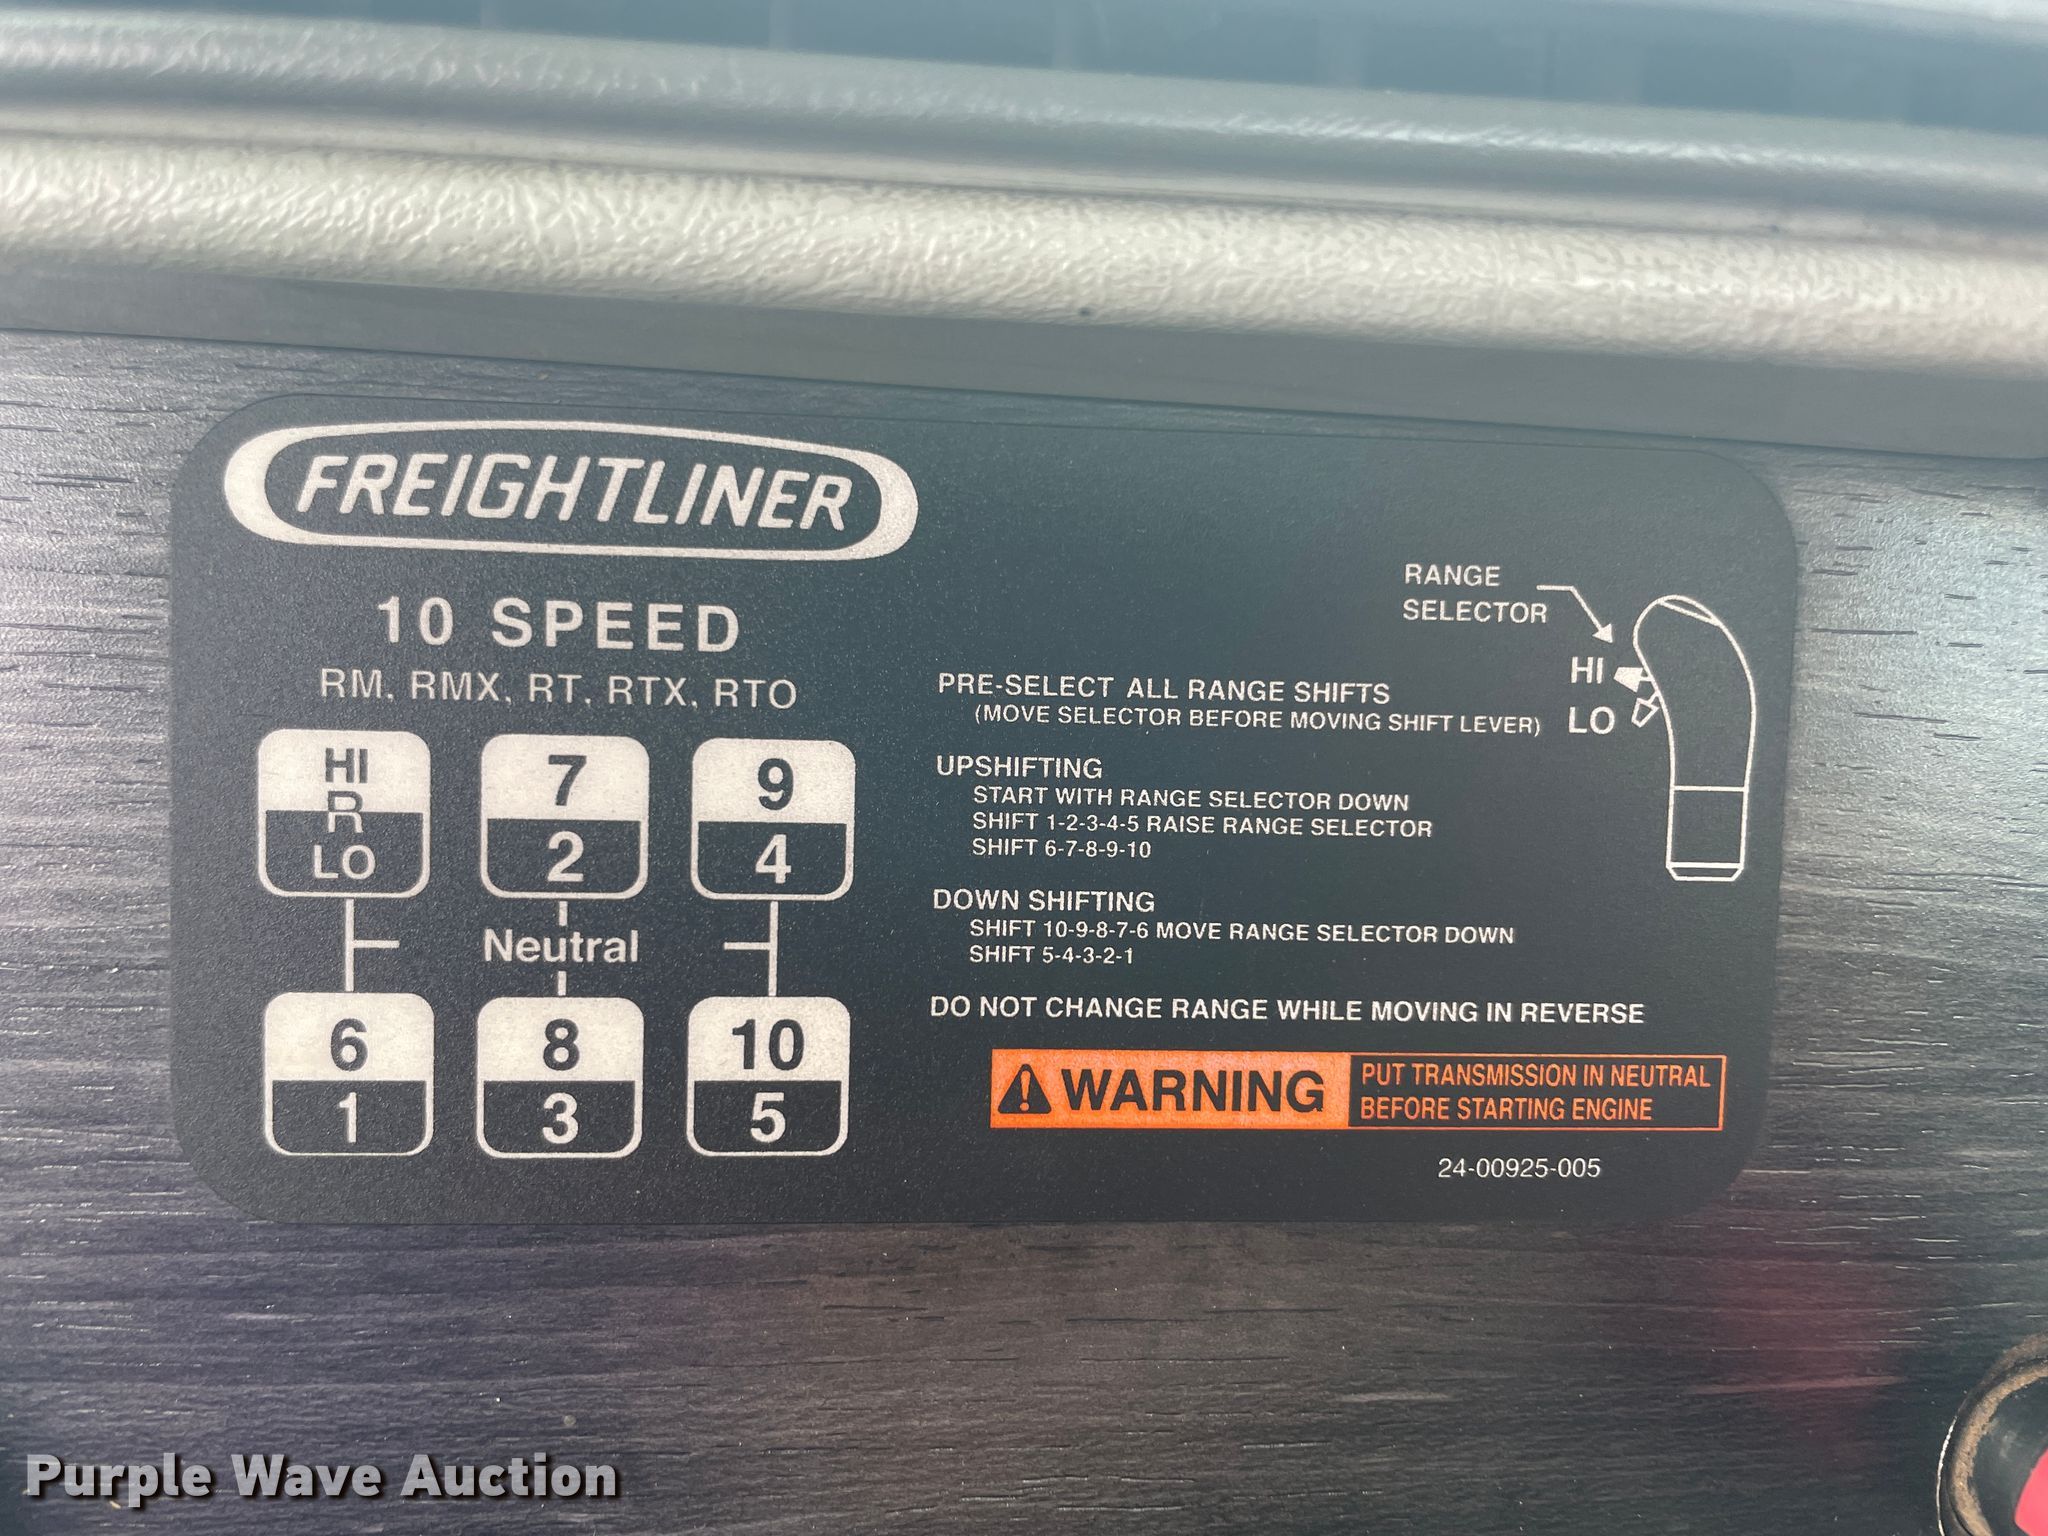 FREIGHTLINER
10 SPEED
RM, RMX, RT, RTX, RTO
HI
R
LO
7
2
9
4
Neutral
6
1
8
3
10
5
RANGE
SELECTOR
HI
LO
PRE-SELECT ALL RANGE SHIFTS
(MOVE SELECTOR BEFORE MOVING SHIFT LEVER)
UPSHIFTING
START WITH RANGE SELECTOR DOWN
SHIFT 1-2-3-4-5 RAISE RANGE SELECTOR
SHIFT 6-7-8-9-10
DOWN SHIFTING
SHIFT 10-9-8-7-6 MOVE RANGE SELECTOR DOWN
SHIFT 5-4-3-2-1
DO NOT CHANGE RANGE WHILE MOVING IN REVERSE
WARNING
PUT TRANSMISSION IN NEUTRAL
BEFORE STARTING ENGINE
24-00925-005
Purple Wave Auction